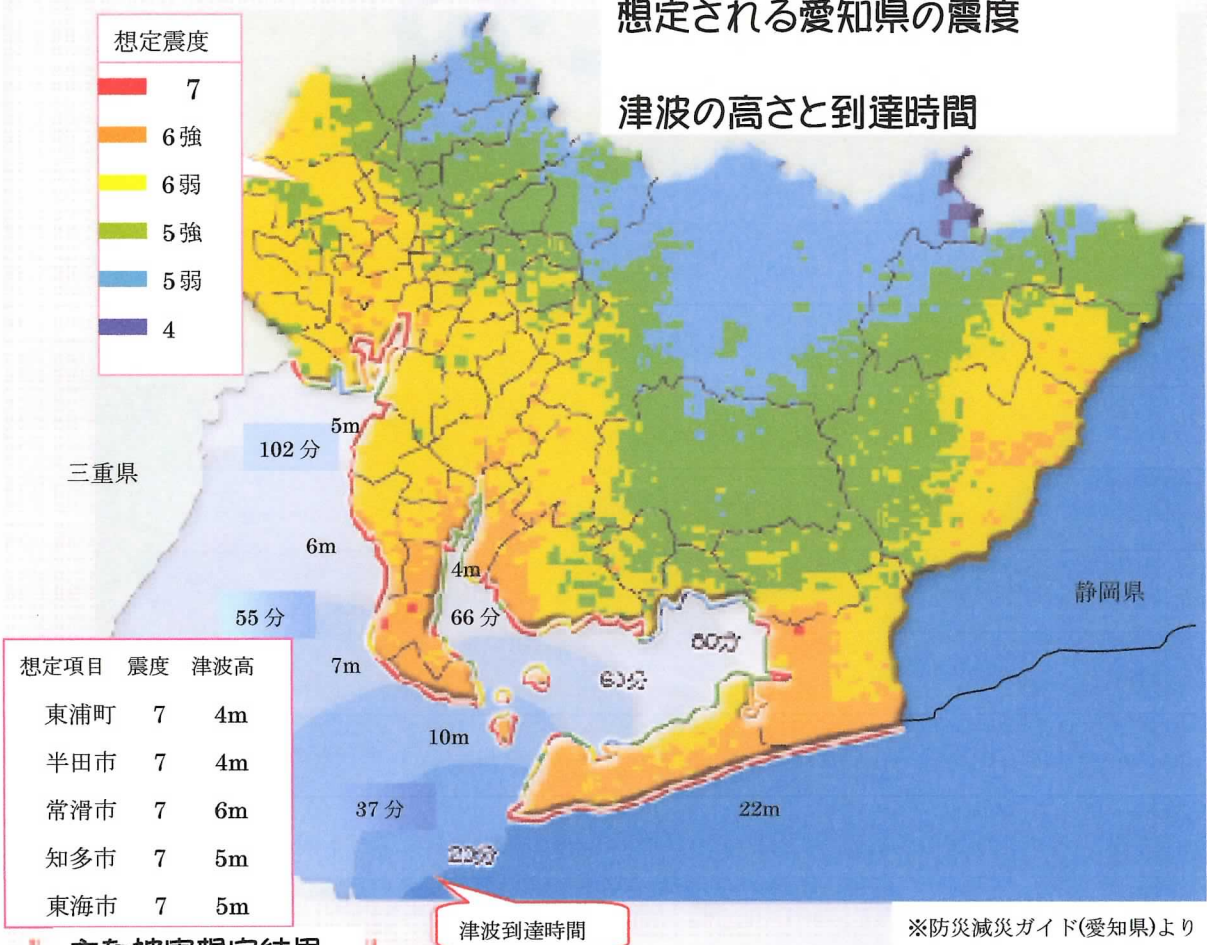 想定される愛知県の震度
津波の高さと到達時間
想定震度
7
6強
6弱
5強
5弱
4
5m
102分
三重県
6m
4m
55分
66分
静岡県
80分
7m
10m
37分
22m
想定項目 震度 津波高
東浦町 7 4m
半田市 7 4m
常滑市 7 6m
知多市 7 5m
東海市 7 5m
津波到達時間
※防災減災ガイド(愛知県)より